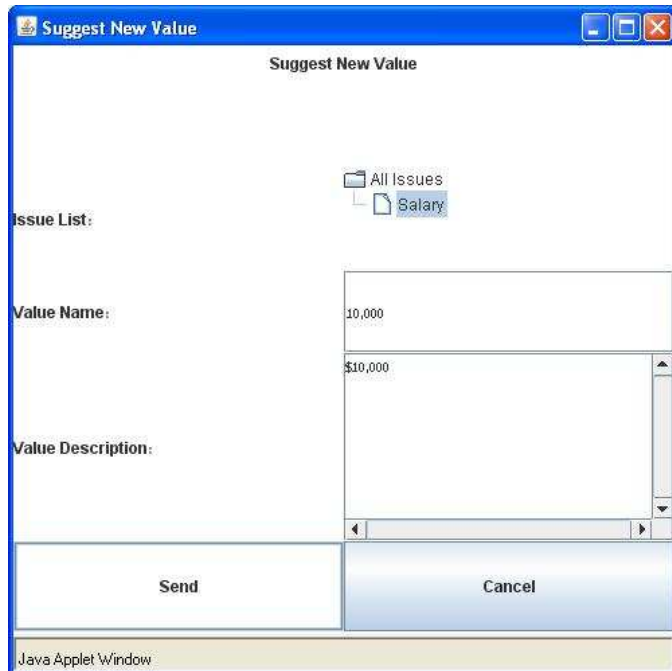 Suggest New Value
Suggest New Value
All Issues
Salary
Issue List:
Value Name:
10,000
$10,000
Value Description:
Send
Cancel
Java Applet Window